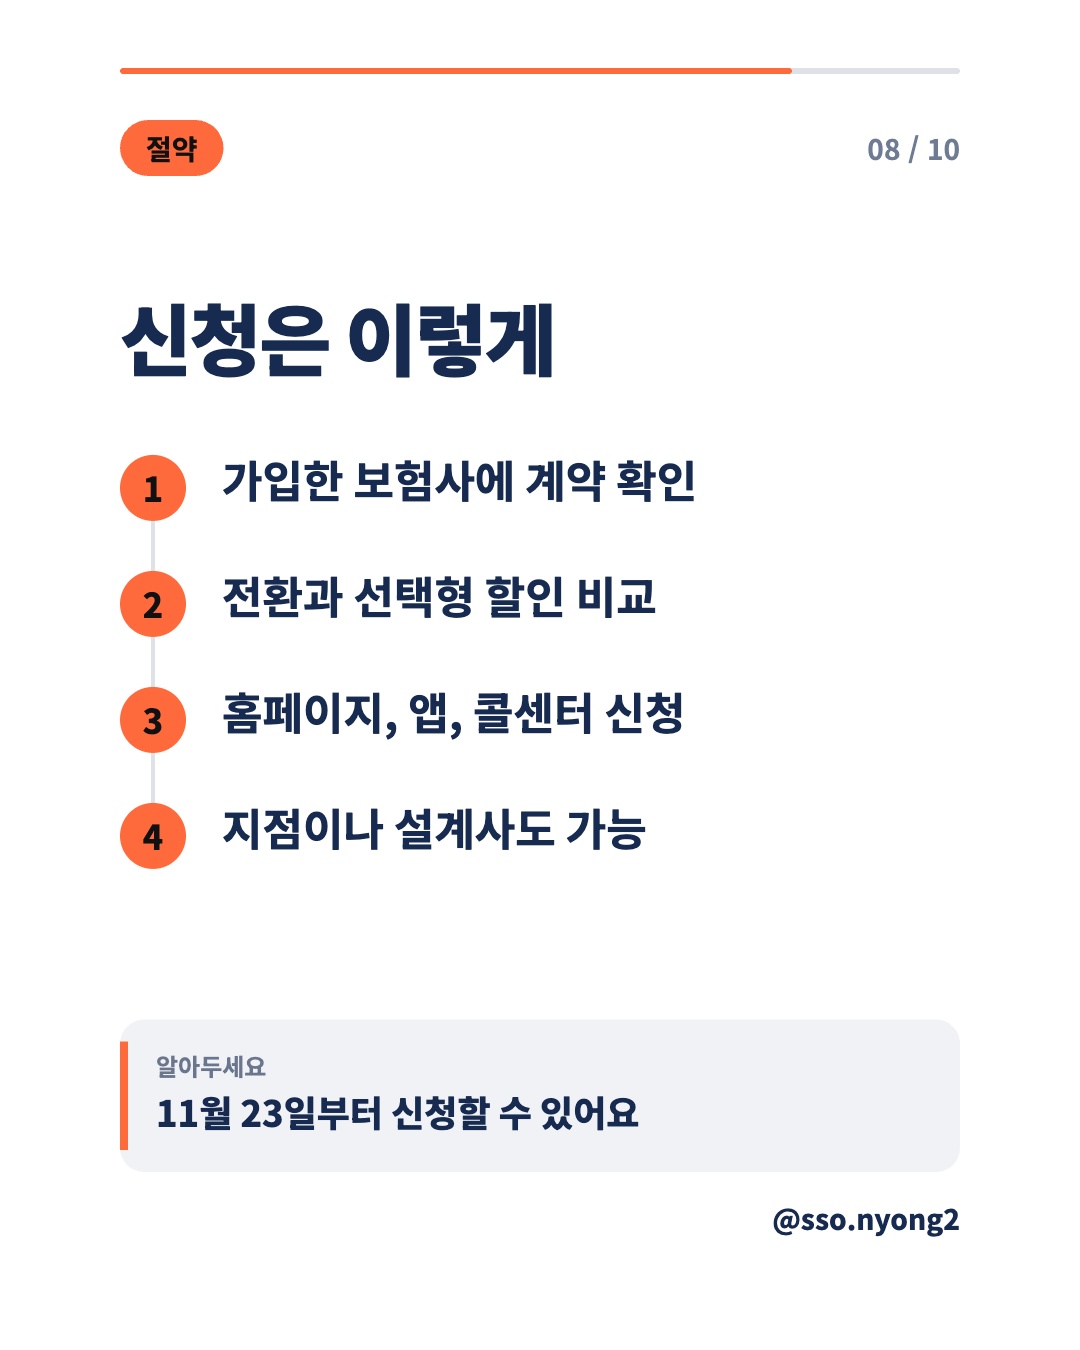 절약
08 / 10
신청은 이렇게
1 가입한 보험사에 계약 확인
2 전환과 선택형 할인 비교
3 홈페이지, 앱, 콜센터 신청
4 지점이나 설계사도 가능
알아두세요
11월 23일부터 신청할 수 있어요
@sso.nyong2